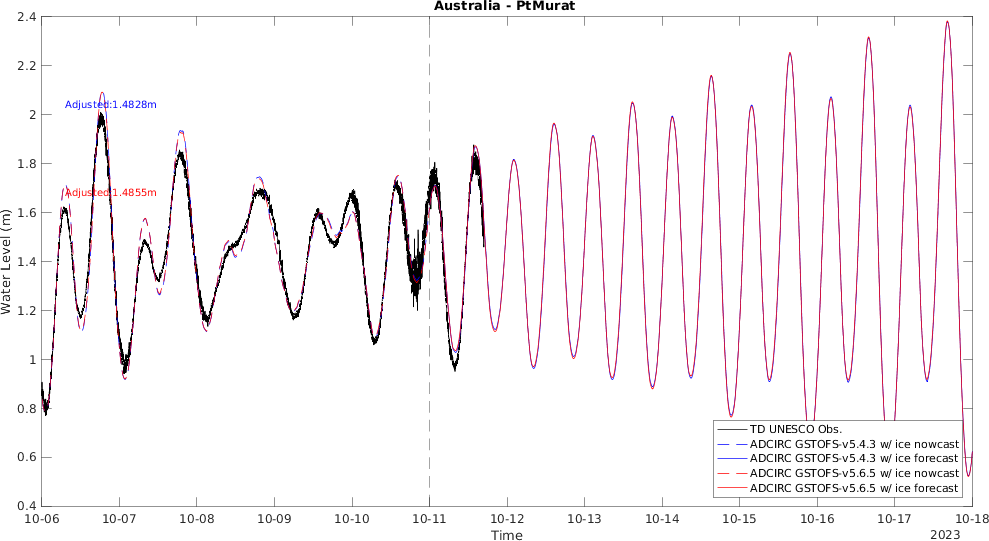 Australia - PtMurat
2.4
2.2
2
1.8
1.6
1.4
1.2
1
0.8
0.6
0.4
Water Level (m)
Adjusted:1.4828m
Adjusted:1.4855m
TD UNESCO Obs.
ADCIRC GSTOFS-v5.4.3 w/ ice nowcast
ADCIRC GSTOFS-v5.4.3 w/ ice forecast
ADCIRC GSTOFS-v5.6.5 w/ ice nowcast
ADCIRC GSTOFS-v5.6.5 w/ ice forecast
10-06 10-07 10-08 10-09 10-10 10-11 10-12 10-13 10-14 10-15 10-16 10-17 10-18
Time
2023